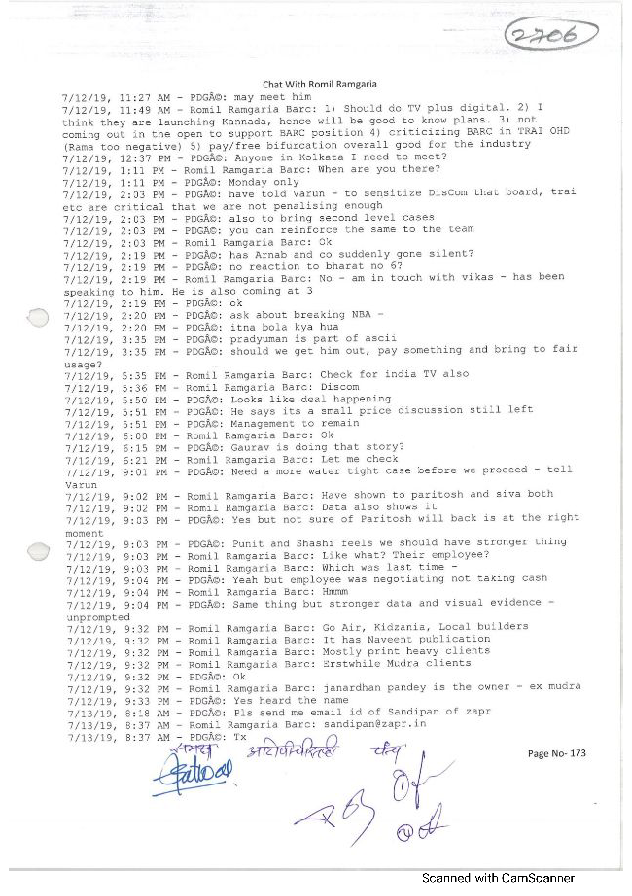 2206
Chat With Romil Ramgaria
7/12/19, 11:27 AM - PDGÂ©: may meet him
7/12/19, 11:49 AM - Romil Ramgaria Barc: 1) Should do TV plus digital. 2) I
think they are launching Kannada, hence will be good to know plans. 3) not
coming out in the open to support BARC position 4) criticizing BARC in TRAI OHD
(Rama too negative) 5) pay/free bifurcation overall good for the industry
7/12/19, 12:37 PM - PDGÂ©: Anyone in Kolkata I need to meet?
7/12/19, 1:11 PM - Romil Ramgaria Barc: When are you there?
7/12/19, 1:11 PM - PDGÂ©: Monday only
7/12/19, 2:03 PM - PDGÂ©: have told Varun - to sensitize DisCom that board, trai
etc are critical that we are not penalising enough
7/12/19, 2:03 PM - PDGÂ©: also to bring second level cases
7/12/19, 2:03 PM - PDGÂ©: you can reinforce the same to the team
7/12/19, 2:03 PM - Romil Ramgaria Barc: Ok
7/12/19, 2:19 PM - PDGÂ©: has Arnab and co suddenly gone silent?
7/12/19, 2:19 PM - PDGÂ©: no reaction to bharat no 6?
7/12/19, 2:19 PM - Romil Ramgaria Barc: No - am in touch with vikas - has been
speaking to him. He is also coming at 3
7/12/19, 2:19 PM - PDGÂ©: ok
7/12/19, 2:20 PM - PDGÂ©: ask about breaking NBA -
7/12/19, 2:20 PM - PDGÂ©: itna bola kya hua
7/12/19, 3:35 PM - PDGÂ©: pradyuman is part of ascii
7/12/19, 3:35 PM - PDGÂ©: should we get him out, pay something and bring to fair
usage?
7/12/19, 5:35 PM - Romil Ramgaria Barc: Check for india TV also
7/12/19, 5:36 PM - Romil Ramgaria Barc: Discom
7/12/19, 5:50 PM - PDGÂ©: Looks like deal happening
7/12/19, 5:51 PM - PDGÂ©: He says its a small price discussion still left
7/12/19, 5:51 PM - PDGÂ©: Management to remain
7/12/19, 6:00 PM - Romil Ramgaria Barc: Ok
7/12/19, 6:15 PM - PDGÂ©: Gaurav is doing that story?
7/12/19, 6:21 PM - Romil Ramgaria Barc: Let me check
7/12/19, 9:01 PM - PDGÂ©: Need a more water tight case before we proceed - tell
Varun
7/12/19, 9:02 PM - Romil Ramgaria Barc: Have shown to paritosh and siva both
7/12/19, 9:02 PM - Romil Ramgaria Barc: Data also shows it
7/12/19, 9:03 PM - PDGÂ©: Yes but not sure of Paritosh will back is at the right
moment
7/12/19, 9:03 PM - PDGÂ©: Punit and Shashi feels we should have stronger thing
7/12/19, 9:03 PM - Romil Ramgaria Barc: Like what? Their employee?
7/12/19, 9:03 PM - Romil Ramgaria Barc: Which was last time -
7/12/19, 9:04 PM - PDGÂ©: Yeah but employee was negotiating not taking cash
7/12/19, 9:04 PM - Romil Ramgaria Barc: Hmmm
7/12/19, 9:04 PM - PDGÂ©: Same thing but stronger data and visual evidence -
unprompted
7/12/19, 9:32 PM - Romil Ramgaria Barc: Go Air, Kidzania, Local builders
7/12/19, 9:32 PM - Romil Ramgaria Barc: It has Naveent publication
7/12/19, 9:32 PM - Romil Ramgaria Barc: Mostly print heavy clients
7/12/19, 9:32 PM - Romil Ramgaria Barc: Erstwhile Mudra clients
7/12/19, 9:32 PM - PDGÂ©: Ok
7/12/19, 9:32 PM - Romil Ramgaria Barc: janardhan pandey is the owner - ex mudra
7/12/19, 9:33 PM - PDGÂ©: Yes heard the name
7/13/19, 8:18 AM - PDGÂ©: Pls send me email id of Sandipan of zapr
7/13/19, 8:37 AM - Romil Ramgaria Barc: sandipan@zapr.in
7/13/19, 8:37 AM - PDGÂ©: Tx
Page No- 173
Scanned with CamScanner